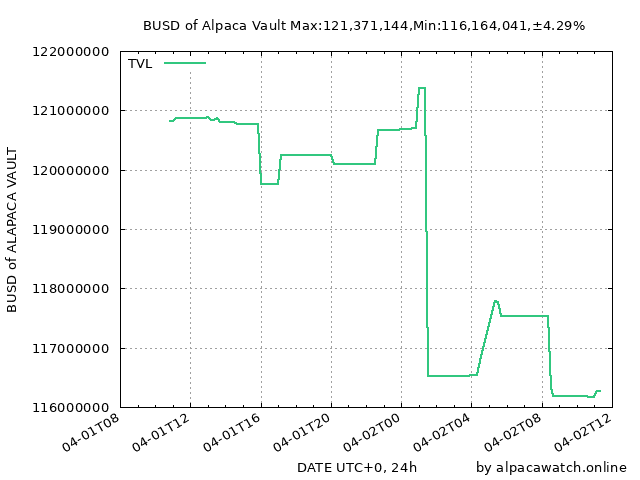 BUSD of Alpaca Vault Max:121,371,144,Min:116,164,041,±4.29%
TVL
122000000
121000000
120000000
119000000
118000000
117000000
116000000
BUSD of ALAPACA VAULT
04-01T08
04-01T12
04-01T16
04-01T20
04-02T00
04-02T04
04-02T08
04-02T12
DATE UTC+0, 24h
by alpacawatch.online